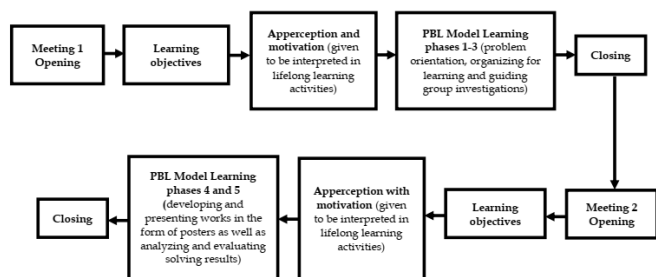 Meeting 1
Opening
Learning
objectives
Apperception and
motivation (given
to be interpreted in
lifelong learning
activities)
PBL Model Learning
phases 1-3 (problem
orientation, organizing for
learning and guiding
group investigations)
Closing
Meeting 2
Opening
Learning
objectives
Apperception with
motivation (given
to be interpreted in
lifelong learning
activities)
PBL Model Learning
phases 4 and 5
(developing and
presenting works in the
form of posters as well as
analyzing and evaluating
solving results)
Closing